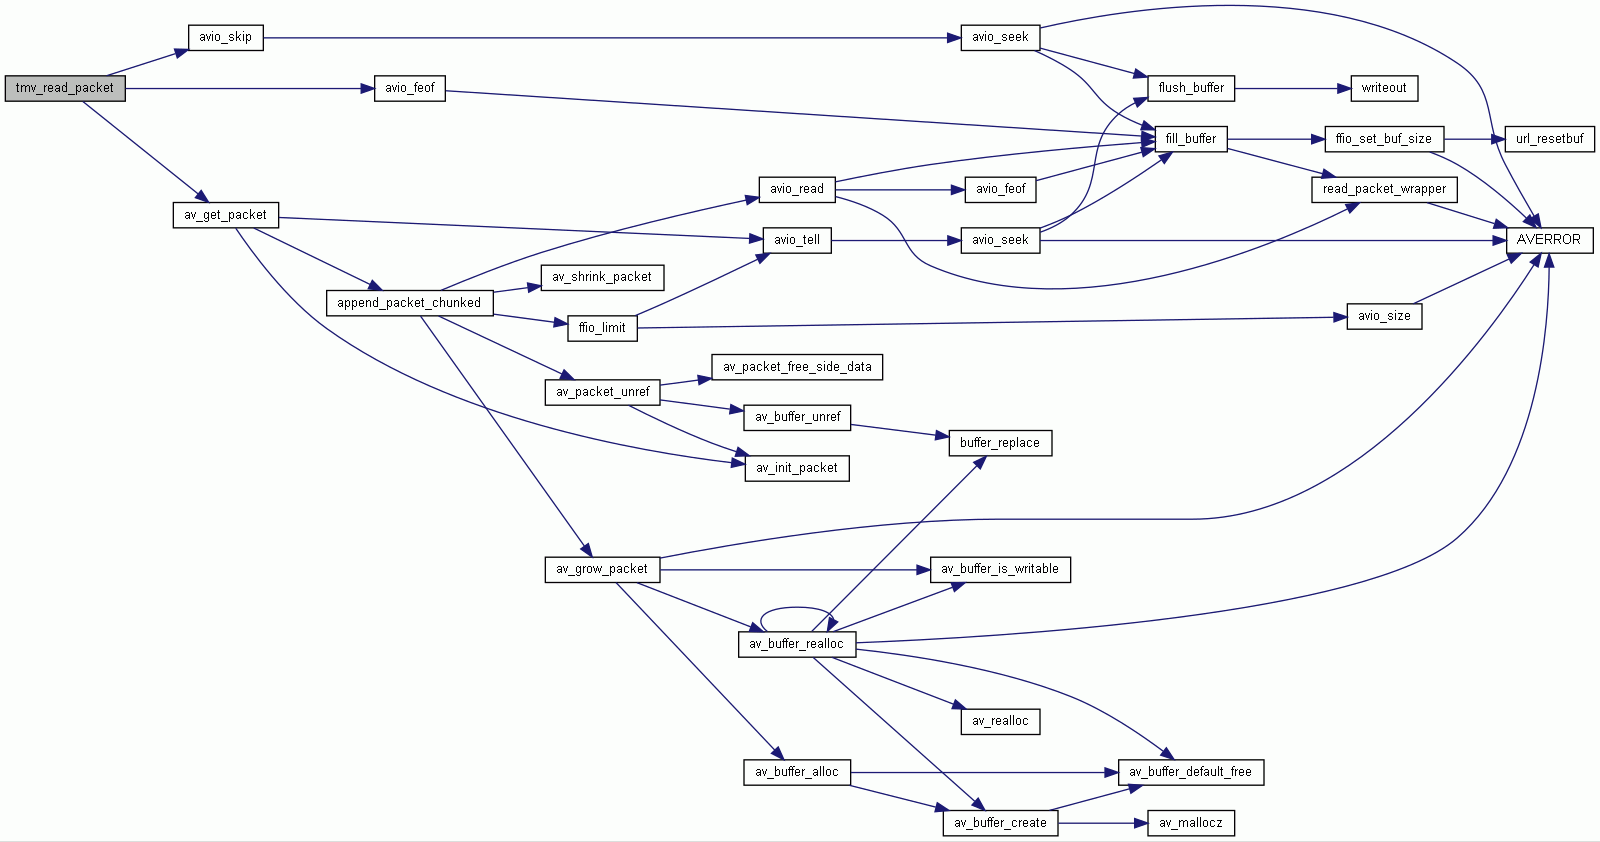 avio_skip
avio_seek
tmv_read_packet
avio_feof
flush_buffer
writeout
fill_buffer
ffio_set_buf_size
url_resetbuf
avio_read
avio_feof
read_packet_wrapper
av_get_packet
avio_tell
avio_seek
AVERROR
av_shrink_packet
append_packet_chunked
ffio_limit
avio_size
av_packet_free_side_data
av_packet_unref
av_buffer_unref
buffer_replace
av_init_packet
av_grow_packet
av_buffer_is_writable
av_buffer_realloc
av_realloc
av_buffer_alloc
av_buffer_default_free
av_buffer_create
av_mallocz